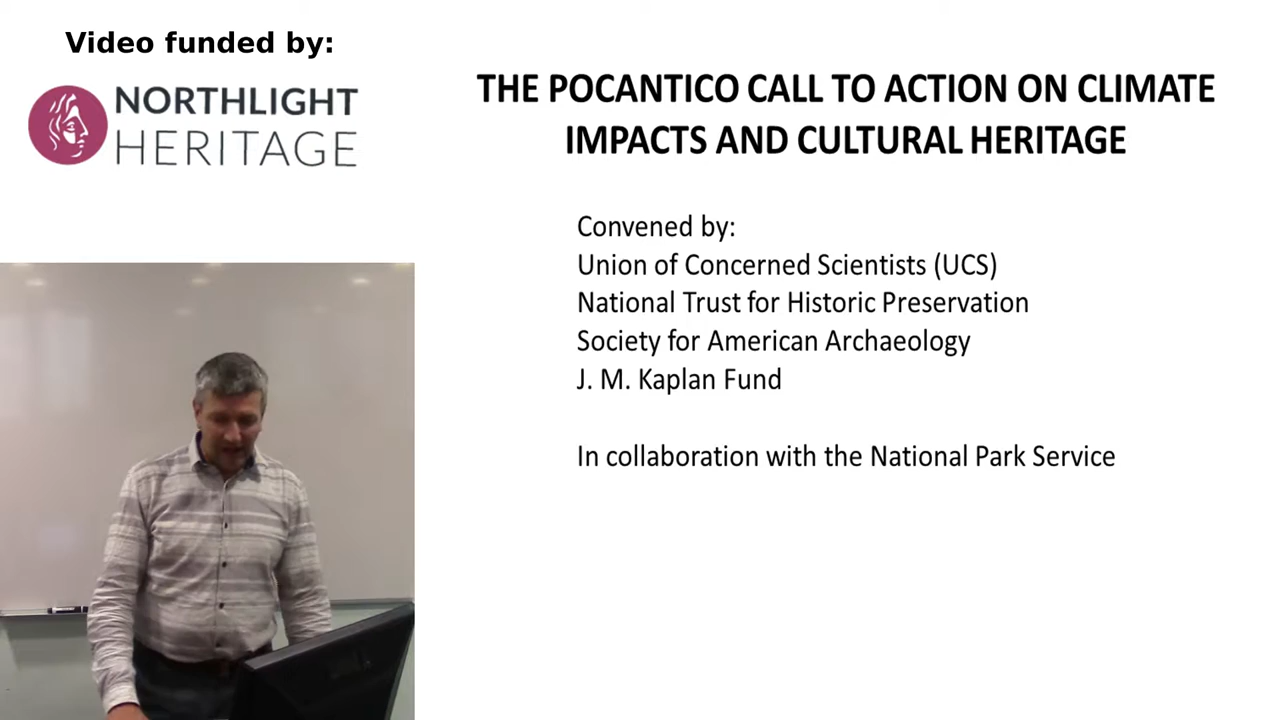 Video funded by:
NORTHLIGHT
HERITAGE
THE POCANTICO CALL TO ACTION ON CLIMATE
IMPACTS AND CULTURAL HERITAGE
Convened by:
Union of Concerned Scientists (UCS)
National Trust for Historic Preservation
Society for American Archaeology
J. M. Kaplan Fund
In collaboration with the National Park Service